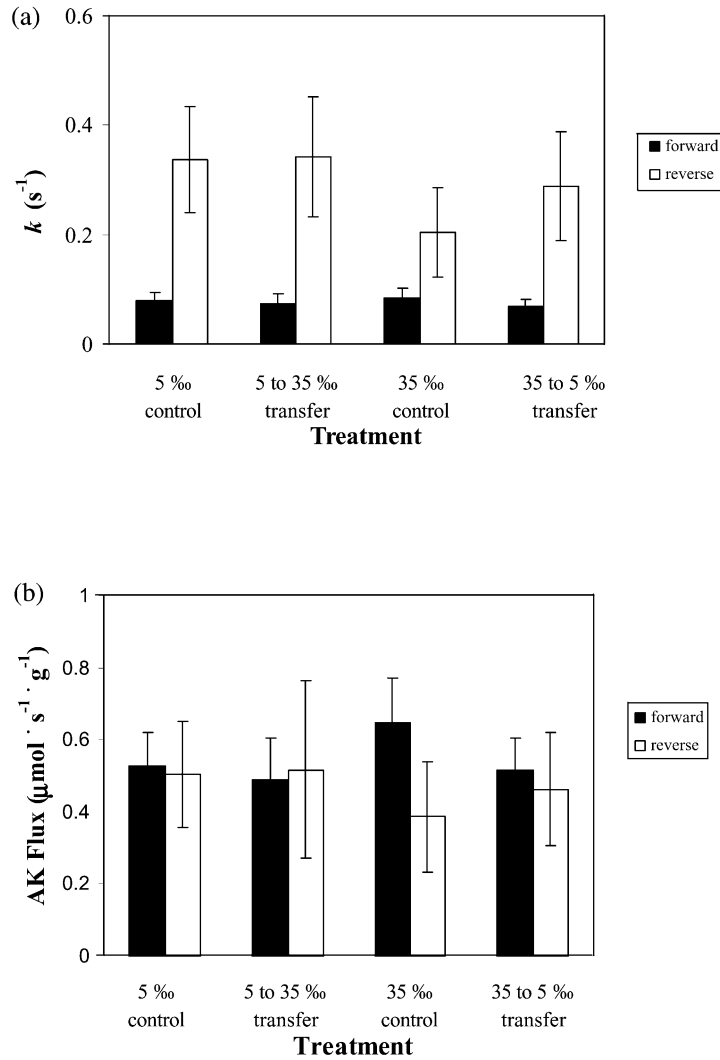 (a)
0.6
0.4
0.2
0
k (s-1)
forward
reverse
5 ‰ 5 to 35 ‰ 35 ‰ 35 to 5 ‰
control transfer control transfer
Treatment
(b)
1
0.8
0.6
0.4
0.2
0
AK Flux (µmol · s-1 · g-1)
forward
reverse
5 ‰ 5 to 35 ‰ 35 ‰ 35 to 5 ‰
control transfer control transfer
Treatment